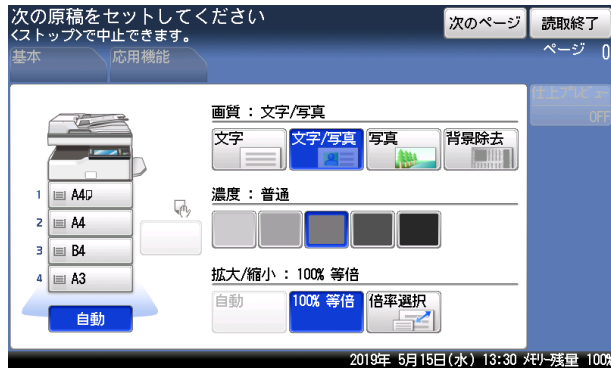 次の原稿をセットしてください
<ストップ>で中止できます。
次のページ
読取終了
ページ 0
基本
応用機能
仕上プレビュー
OFF
画質 : 文字/写真
文字
文字/写真
写真
背景除去
1 A4
2 A4
3 B4
4 A3
自動
濃度 : 普通
拡大/縮小 : 100% 等倍
自動
100% 等倍
倍率選択
2019年 5月15日(水) 13:30 メモリー残量 100%